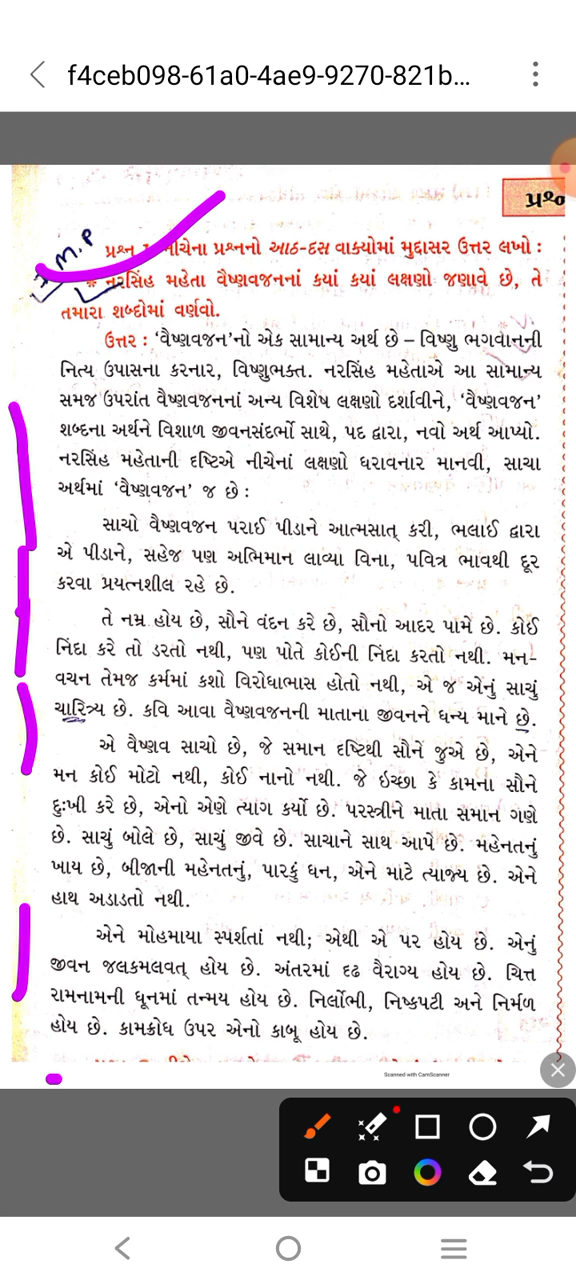 f4ceb098-61a0-4ae9-9270-821b...
પ્રશ્ન
I M.P
પ્રશ્ન નીચેના પ્રશ્નનો આઠ-દસ વાક્યોમાં મુદ્દાસર ઉત્તર લખો :
* નરસિંહ મહેતા વૈષ્ણવજનનાં કયાં કયાં લક્ષણો જણાવે છે, તે
તમારા શબ્દોમાં વર્ણવો.
ઉત્તર : ‘વૈષ્ણવજન’નો એક સામાન્ય અર્થ છે – વિષ્ણુ ભગવાનની
નિત્ય ઉપાસના કરનાર, વિષ્ણુભક્ત. નરસિંહ મહેતાએ આ સામાન્ય
સમજ ઉપરાંત વૈષ્ણવજનનાં અન્ય વિશેષ લક્ષણો દર્શાવીને, ‘વૈષ્ણવજન’
શબ્દના અર્થને વિશાળ જીવનસંદર્ભો સાથે, પદ દ્વારા, નવો અર્થ આપ્યો.
નરસિંહ મહેતાની દષ્ટિએ નીચેનાં લક્ષણો ધરાવનાર માનવી, સાચા
અર્થમાં ‘વૈષ્ણવજન’ જ છે :
સાચો વૈષ્ણવજન પરાઈ પીડાને આત્મસાત્ કરી, ભલાઈ દ્વારા
એ પીડાને, સહેજ પણ અભિમાન લાવ્યા વિના, પવિત્ર ભાવથી દૂર
કરવા પ્રયત્નશીલ રહે છે.
તે નમ્ર હોય છે, સૌને વંદન કરે છે, સૌનો આદર પામે છે. કોઈ
નિંદા કરે તો ડરતો નથી, પણ પોતે કોઈની નિંદા કરતો નથી. મન-
વચન તેમજ કર્મમાં કશો વિરોધાભાસ હોતો નથી, એ જ એનું સાચું
ચારિત્ર્ય છે. કવિ આવા વૈષ્ણવજનની માતાના જીવનને ધન્ય માને છે.
એ વૈષ્ણવ સાચો છે, જે સમાન દષ્ટિથી સૌને જુએ છે, એને
મન કોઈ મોટો નથી, કોઈ નાનો નથી. જે ઇચ્છા કે કામના સૌને
દુઃખી કરે છે, એનો એણે ત્યાગ કર્યો છે. પરસ્ત્રીને માતા સમાન ગણે
છે. સાચું બોલે છે, સાચું જીવે છે. સાચાને સાથ આપે છે. મહેનતનું
ખાય છે, બીજાની મહેનતનું, પારકું ધન, એને માટે ત્યાજ્ય છે. એને
હાથ અડાડતો નથી.
એને મોહમાયા સ્પર્શતાં નથી; એથી એ પર હોય છે. એનું
જીવન જલકમલવત્ હોય છે. અંતરમાં દઢ વૈરાગ્ય હોય છે. ચિત્ત
રામનામની ધૂનમાં તન્મય હોય છે. નિર્લોભી, નિષ્કપટી અને નિર્મળ
હોય છે. કામક્રોધ ઉપર એનો કાબૂ હોય છે.
Scanned with CamScanner